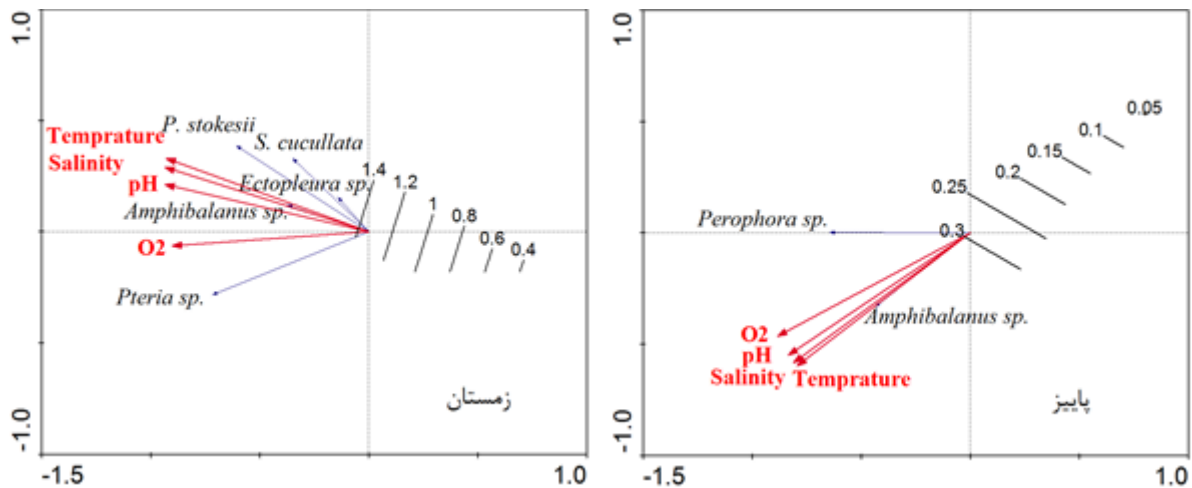 1.0
P. stokesii
Temprature
S. cucullata
Salinity
1.4
pH
Ectopleura sp.
1.2
Amphibalanus sp.
1
0.8
O2
0.6
0.4
Pteria sp.
زمستان
-1.0
-1.5
1.0
1.0
0.05
0.1
0.15
0.2
0.25
Perophora sp.
0.3
Amphibalanus sp.
O2
pH
Salinity Temprature
پاییز
-1.0
-1.5
1.0